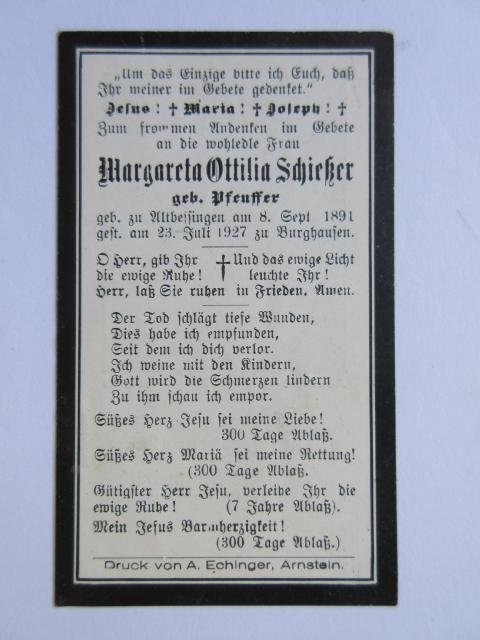 „Um das Einzige bitte ich Euch, daß
Ihr meiner im Gebete gedenket.“
Jesus! † Maria! † Joseph! †
Zum frommen Andenken im Gebete
an die wohledle Frau
Margareta Ottilia Schießer
geb. Pfeuffer
geb. zu Altbessingen am 8. Sept 1891
gest. am 23. Juli 1927 zu Burghausen.
O Herr, gib Ihr † Und das ewige Licht
die ewige Ruhe! leuchte Ihr!
Herr, laß Sie ruhen in Frieden. Amen.
Der Tod schlägt tiefe Wunden,
Dies habe ich empfunden,
Seit dem ich dich verlor.
Ich weine mit den Kindern,
Gott wird die Schmerzen lindern
Zu ihm schau ich empor.
Süßes Herz Jesu sei meine Liebe!
300 Tage Ablaß.
Süßes Herz Mariä sei meine Rettung!
(300 Tage Ablaß.
Gütigster Herr Jesu, verleihe Ihr die
ewige Ruhe! (7 Jahre Ablaß).
Mein Jesus Barmherzigkeit!
(300 Tage Ablaß.)
Druck von A. Echinger, Arnstein.